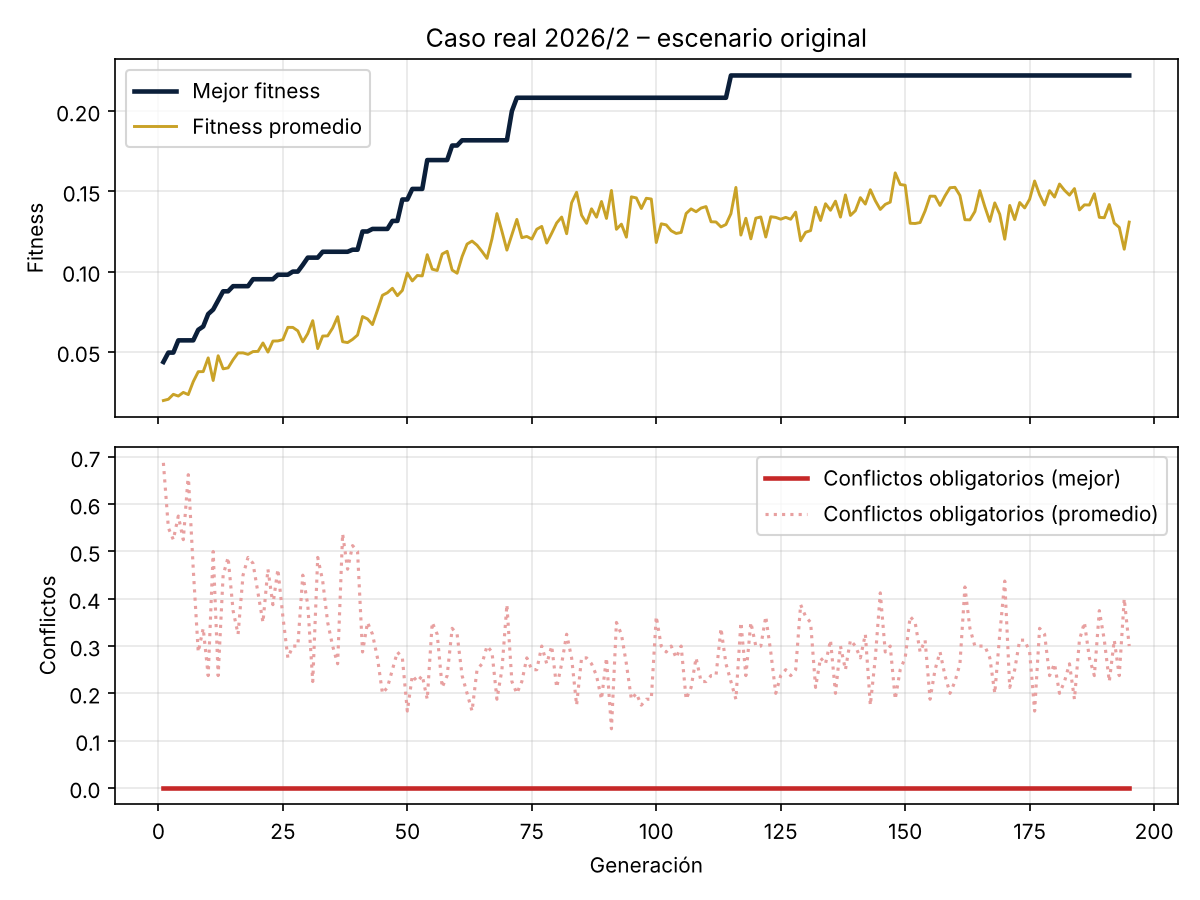 Caso real 2026/2 – escenario original
Mejor fitness
Fitness promedio
Fitness
0.20
0.15
0.10
0.05
Conflictos obligatorios (mejor)
Conflictos obligatorios (promedio)
Conflictos
0.7
0.6
0.5
0.4
0.3
0.2
0.1
0.0
0 25 50 75 100 125 150 175 200
Generación